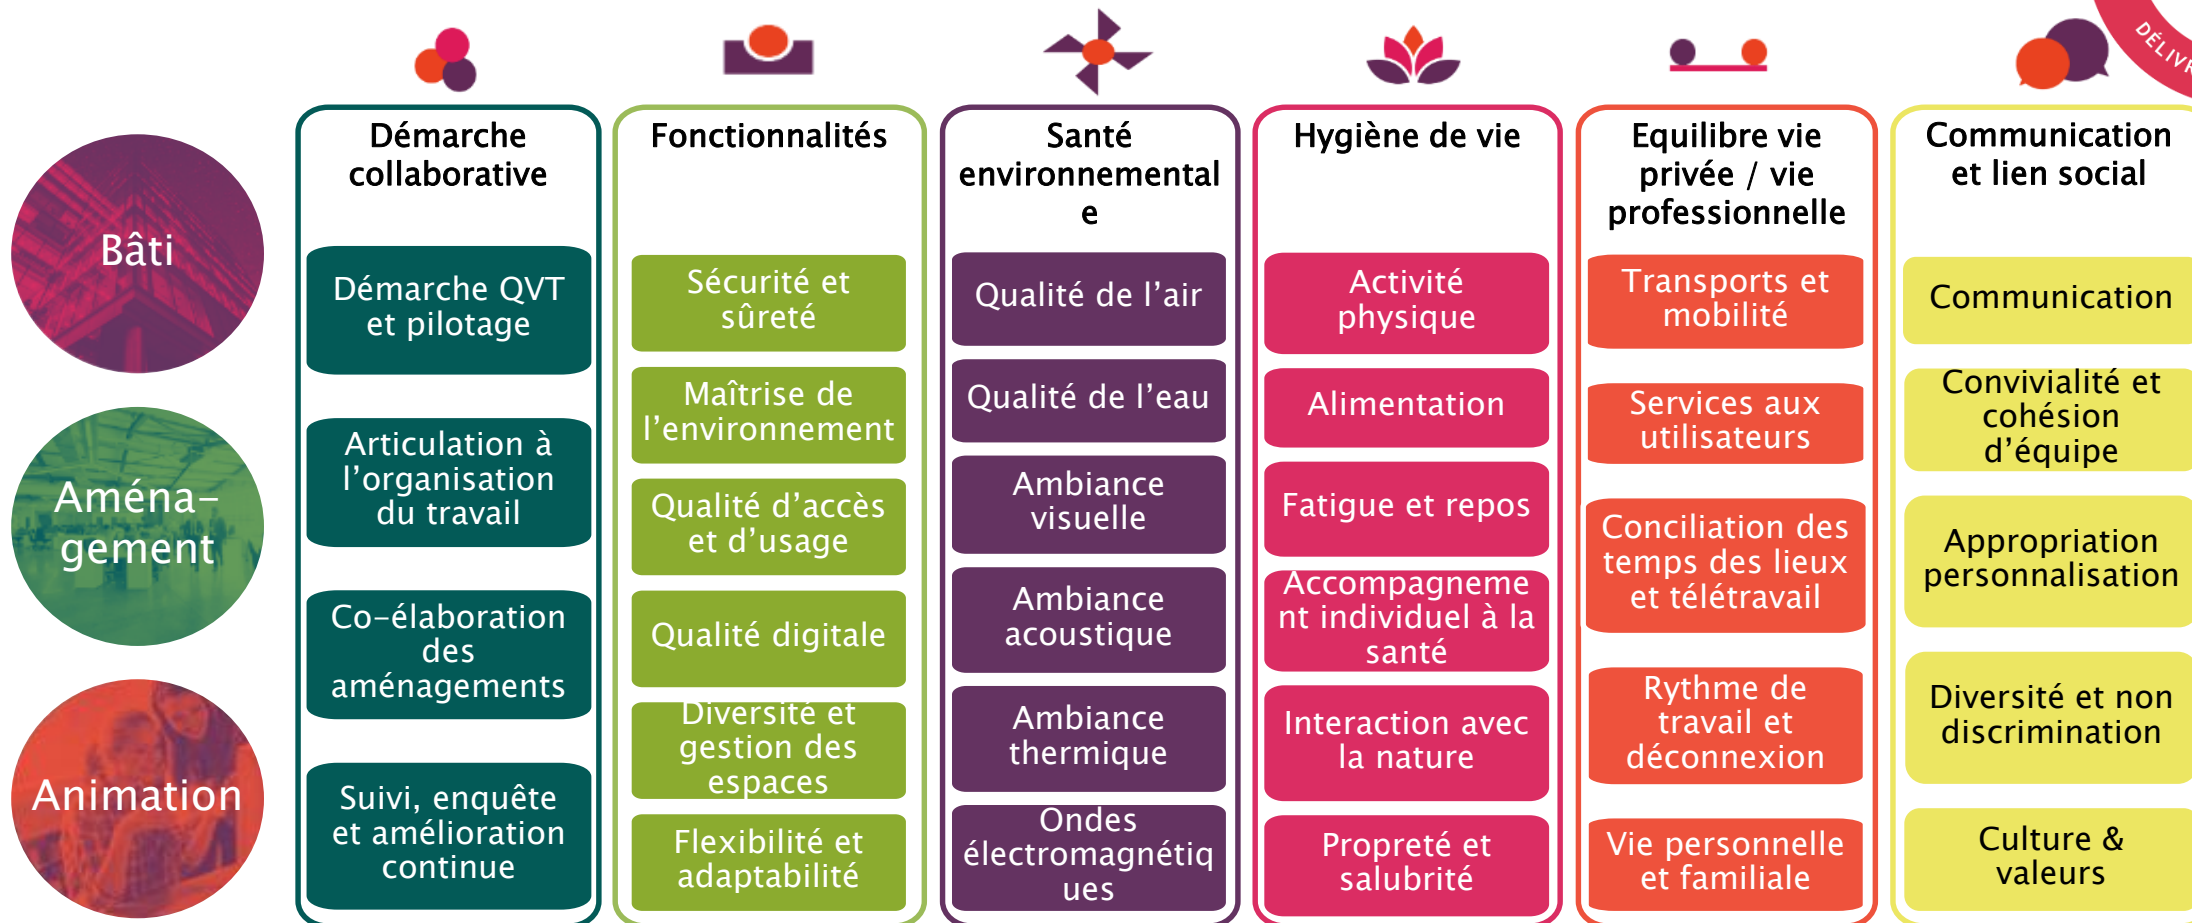 DÉLIVR
Bâti
Aména-
gement
Animation
Démarche
collaborative
Démarche QVT
et pilotage
Articulation à
l’organisation
du travail
Co-élaboration
des
aménagements
Suivi, enquête
et amélioration
continue
Fonctionnalités
Sécurité et
sûreté
Maîtrise de
l’environnement
Qualité d’accès
et d’usage
Qualité digitale
Diversité et
gestion des
espaces
Flexibilité et
adaptabilité
Santé
environnemental
e
Qualité de l’air
Qualité de l’eau
Ambiance
visuelle
Ambiance
acoustique
Ambiance
thermique
Ondes
électromagnétiq
ues
Hygiène de vie
Activité
physique
Alimentation
Fatigue et repos
Accompagneme
nt individuel à la
santé
Interaction avec
la nature
Propreté et
salubrité
Equilibre vie
privée / vie
professionnelle
Transports et
mobilité
Services aux
utilisateurs
Conciliation des
temps des lieux
et télétravail
Rythme de
travail et
déconnexion
Vie personnelle
et familiale
Communication
et lien social
Communication
Convivialité et
cohésion
d’équipe
Appropriation
personnalisation
Diversité et non
discrimination
Culture &
valeurs